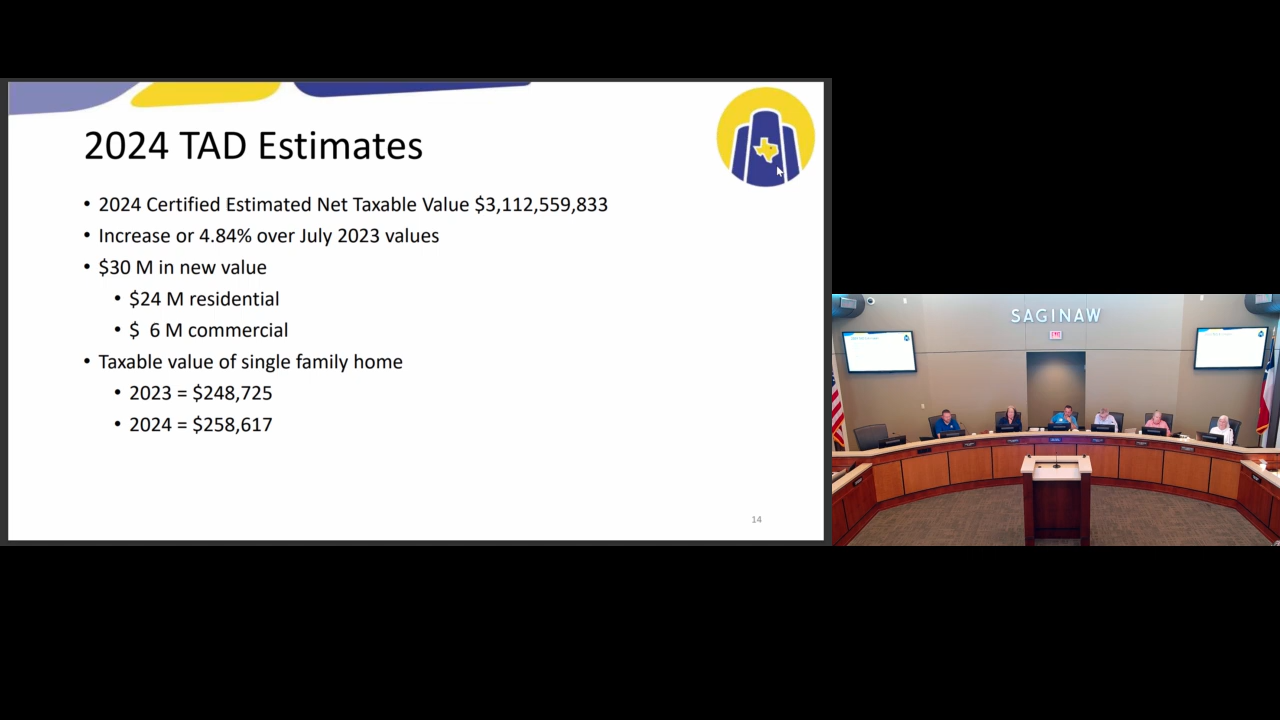 2024 TAD Estimates
• 2024 Certified Estimated Net Taxable Value $3,112,559,833
• Increase or 4.84% over July 2023 values
• $30 M in new value
• $24 M residential
• $  6 M commercial
• Taxable value of single family home
• 2023 = $248,725
• 2024 = $258,617
14
SAGINAW